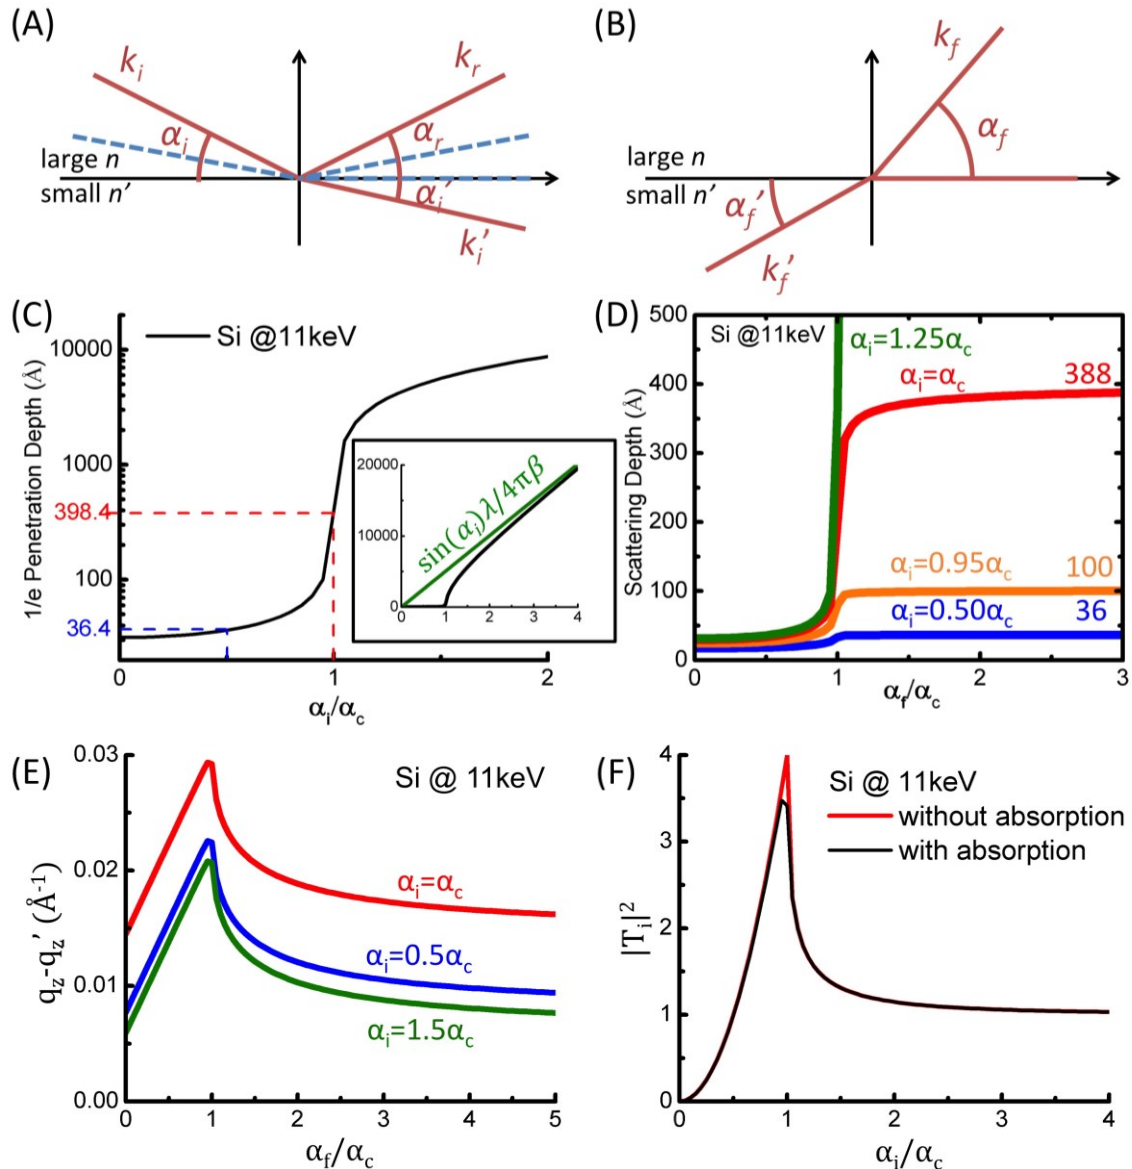 (A)
k_i
k_r
α_i
α_r
large n
small n'
α_i'
k_i'
(B)
k_f
α_f
large n
small n'
α_f'
k_f'
(C)
Si @11keV
1/e Penetration Depth (Å)
10000
1000
398.4
100
36.4
20000
10000
0
sin(α_i)λ/4πβ
0 1 2 3 4
0 1 2
α_i/α_c
(D)
Si @11keV
Scattering Depth (Å)
500
400
300
200
100
0
α_i=1.25α_c
α_i=α_c 388
α_i=0.95α_c 100
α_i=0.50α_c 36
0 1 2 3
α_f/α_c
(E)
Si @ 11keV
q_z-q_z' (Å⁻¹)
0.03
0.02
0.01
0.00
α_i=α_c
α_i=0.5α_c
α_i=1.5α_c
0 1 2 3 4 5
α_f/α_c
(F)
Si @ 11keV
without absorption
with absorption
|T_i|²
4
3
2
1
0
0 1 2 3 4
α_i/α_c